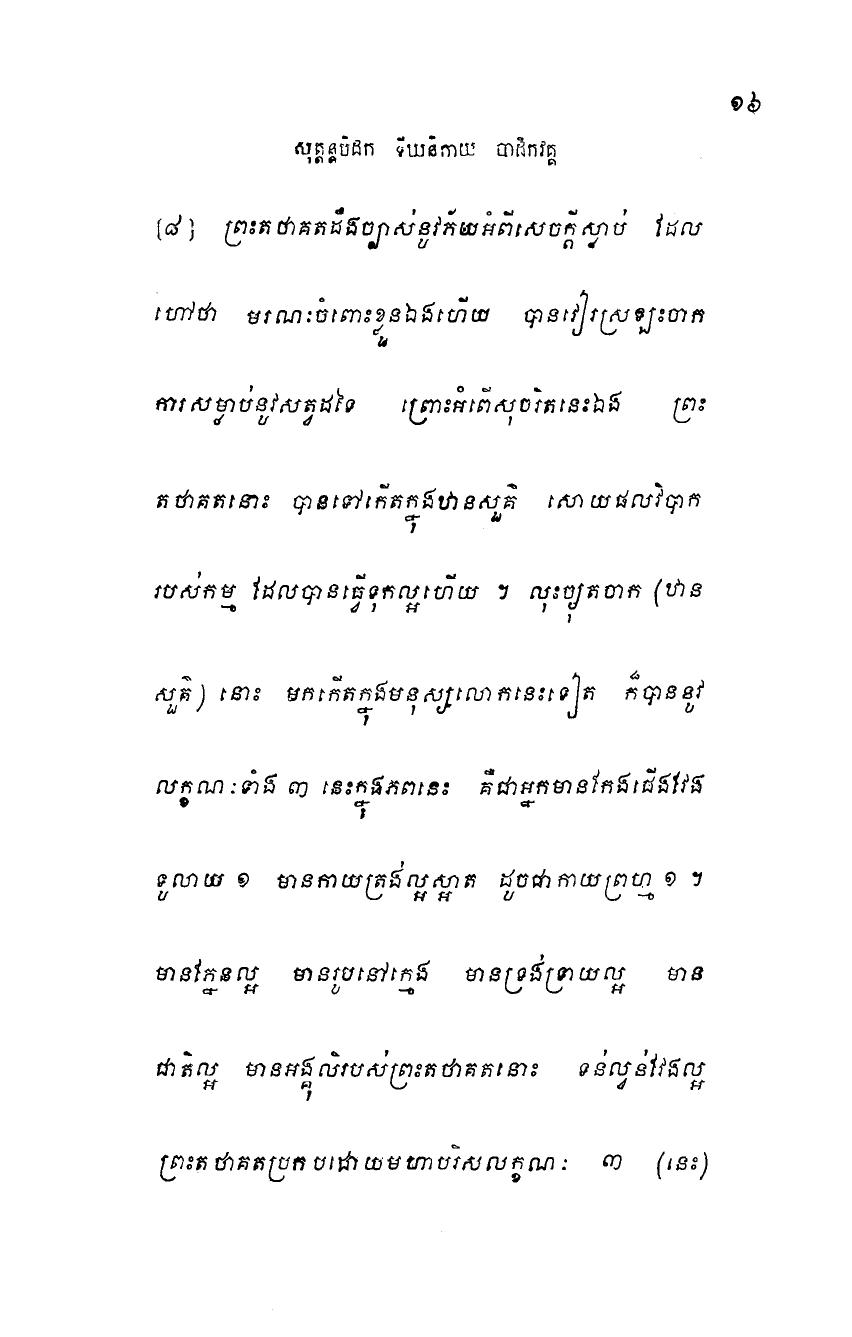 ១៦
សុត្តន្តបិដក ទីឃនិកាយ បាដិកវគ្គ
[៨] ព្រះតថាគតដឹងច្បាស់នូវភ័យអំពីសេចក្តីស្លាប់ ដែល
ហៅថា មរណៈចំពោះខ្លួនឯងហើយ បានវៀរស្រឡះចាក
ការសម្លាប់នូវសត្វដទៃ ព្រោះអំពើសុចរិតនេះឯង ព្រះ
តថាគតនោះ បានទៅកើតក្នុងឋានសួគ៌ សោយផលវិបាក
របស់កម្ម ដែលបានធ្វើទុកល្អហើយ ។ លុះច្យុតចាក (ឋាន
សួគ៌) នោះ មកកើតក្នុងមនុស្សលោកនេះទៀត ក៏បាននូវ
លក្ខណៈទាំង ៣ នេះក្នុងភពនេះ គឺជាអ្នកមានកែងជើងវែង
ទូលាយ ១ មានកាយត្រង់ល្អស្អាត ដូចជាកាយព្រហ្ម ១ ។
មានភ្នែនល្អ មានរូបនៅក្មេង មានទ្រង់ទ្រាយល្អ មាន
ជាតិល្អ មានអង្គុលិរបស់ព្រះតថាគតនោះ ទន់ល្វន់វែងល្អ
ព្រះតថាគតប្រកបដោយមហាបរិសលក្ខណៈ ៣ (នេះ)